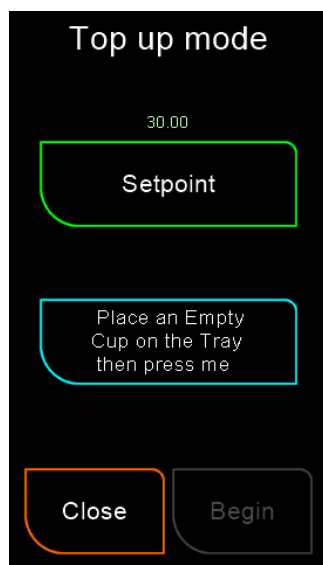 Top up mode
30.00
Setpoint
Place an Empty
Cup on the Tray
then press me
Close
Begin